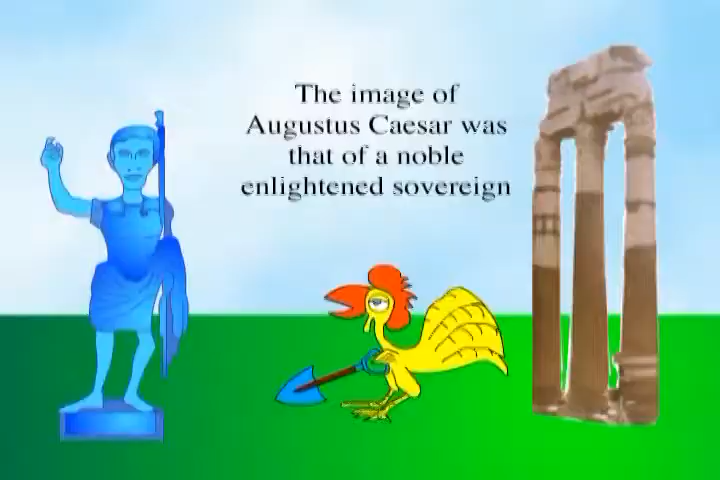 The image of
Augustus Caesar was
that of a noble
enlightened sovereign